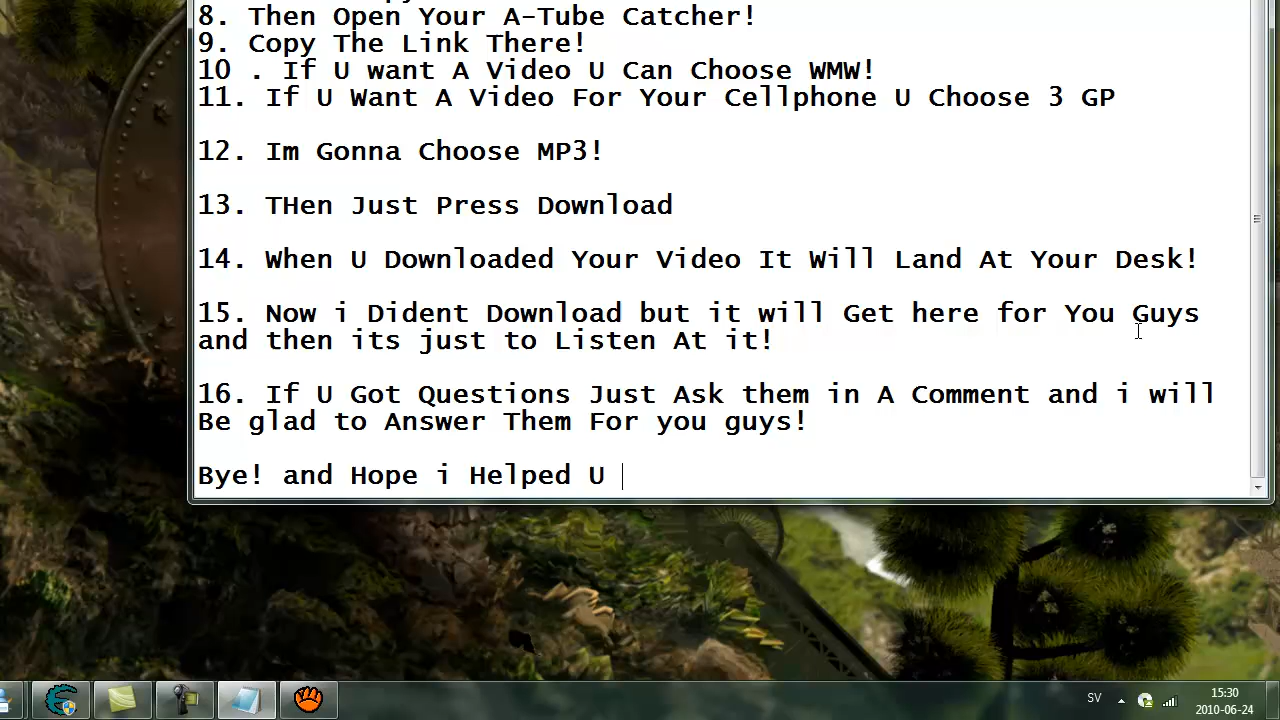 8. Then Open Your A-Tube Catcher!
9. Copy The Link There!
10 . If U want A Video U Can Choose WMW!
11. If U Want A Video For Your Cellphone U Choose 3 GP
12. Im Gonna Choose MP3!
13. THen Just Press Download
14. When U Downloaded Your Video It Will Land At Your Desk!
15. Now i Dident Download but it will Get here for You Guys
and then its just to Listen At it!
16. If U Got Questions Just Ask them in A Comment and i will
Be glad to Answer Them For you guys!
Bye! and Hope i Helped U
SV
15:30
2010-06-24